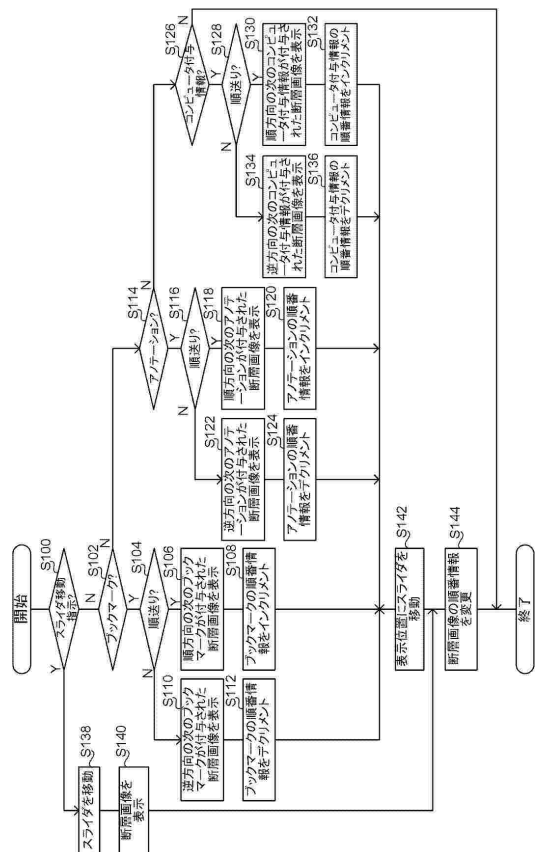 開始
S100
スライダ移動
指示?
Y
N
S138
スライダを移動
S140
断層画像を
表示
S102
ブックマーク?
N
Y
S104
順送り?
N
Y
S106
順方向の次のブック
マークが付与された
断層画像を表示
S108
ブックマークの順番情
報をインクリメント
S110
逆方向の次のブック
マークが付与された
断層画像を表示
S112
ブックマークの順番情
報をデクリメント
S114
アノテーション?
N
Y
S116
順送り?
N
Y
S118
順方向の次のアノテ
ーションが付与された
断層画像を表示
S120
アノテーションの順番
情報をインクリメント
S122
逆方向の次のアノテ
ーションが付与された
断層画像を表示
S124
アノテーションの順番
情報をデクリメント
S126
コンピュータ付与
情報?
N
Y
S128
順送り?
N
Y
S130
順方向の次のコンピュ
ータ付与情報が付与さ
れた断層画像を表示
S132
コンピュータ付与情報の
順番情報をインクリメント
S134
逆方向の次のコンピュ
ータ付与情報が付与さ
れた断層画像を表示
S136
コンピュータ付与情報の
順番情報をデクリメント
S142
表示位置にスライダを
移動
S144
断層画像の順番情報
を変更
終了